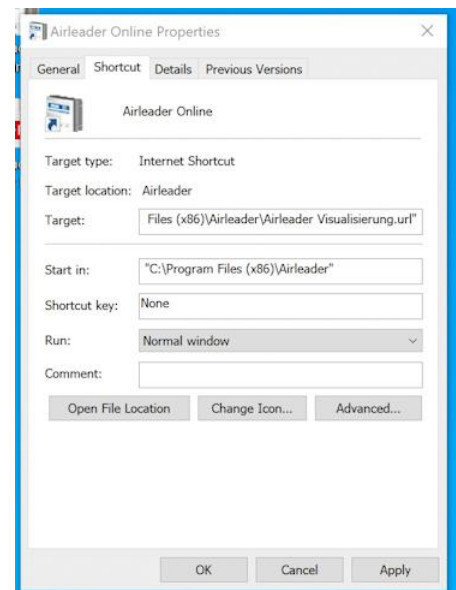 Airleader Online Properties
General Shortcut Details Previous Versions
Airleader Online
Target type: Internet Shortcut
Target location: Airleader
Target: Files (x86)\Airleader\Airleader Visualisierung.url"
Start in: "C:\Program Files (x86)\Airleader"
Shortcut key: None
Run: Normal window
Comment:
Open File Location Change Icon... Advanced...
OK Cancel Apply